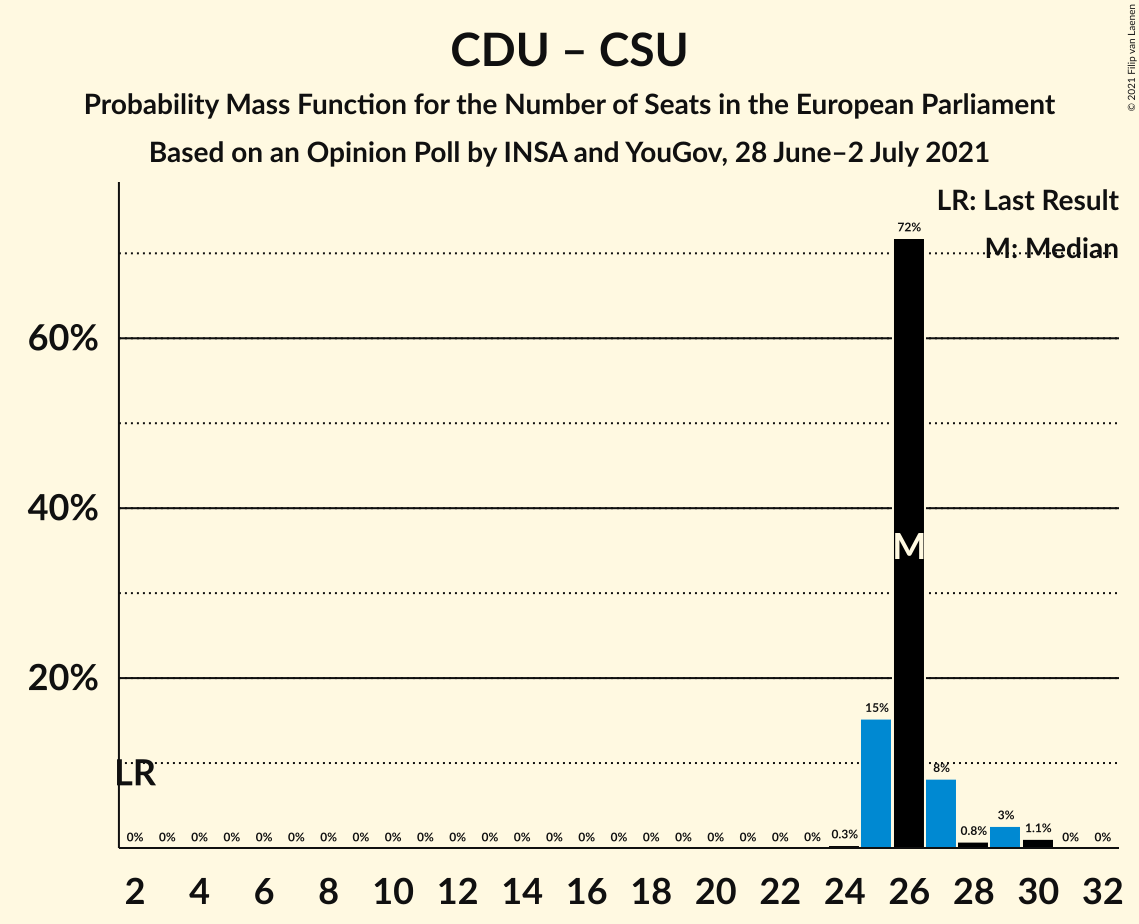 CDU – CSU
Probability Mass Function for the Number of Seats in the European Parliament
Based on an Opinion Poll by INSA and YouGov, 28 June–2 July 2021
© 2021 Filip van Laenen
LR: Last Result
M: Median
72%
60%
40%
M
20%
15%
LR
8%
0% 0% 0% 0% 0% 0% 0% 0% 0% 0% 0% 0% 0% 0% 0% 0% 0% 0% 0% 0% 0% 0% 0.3% 0.8% 3% 1.1% 0% 0%
2 4 6 8 10 12 14 16 18 20 22 24 26 28 30 32